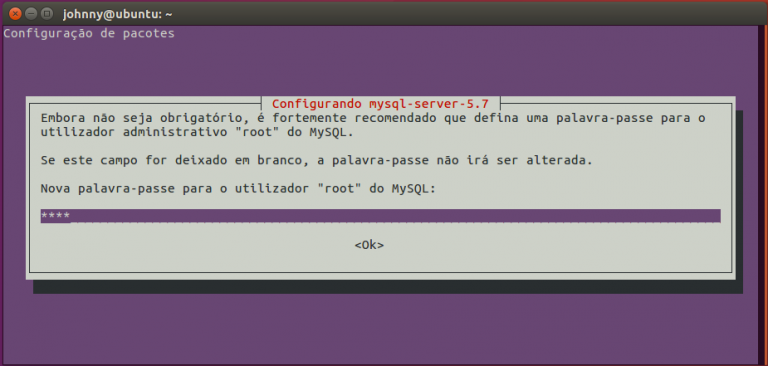 johnny@ubuntu: ~
Configuração de pacotes
Configurando mysql-server-5.7
Embora não seja obrigatório, é fortemente recomendado que defina uma palavra-passe para o
utilizador administrativo "root" do MySQL.
Se este campo for deixado em branco, a palavra-passe não irá ser alterada.
Nova palavra-passe para o utilizador "root" do MySQL:
****
<Ok>